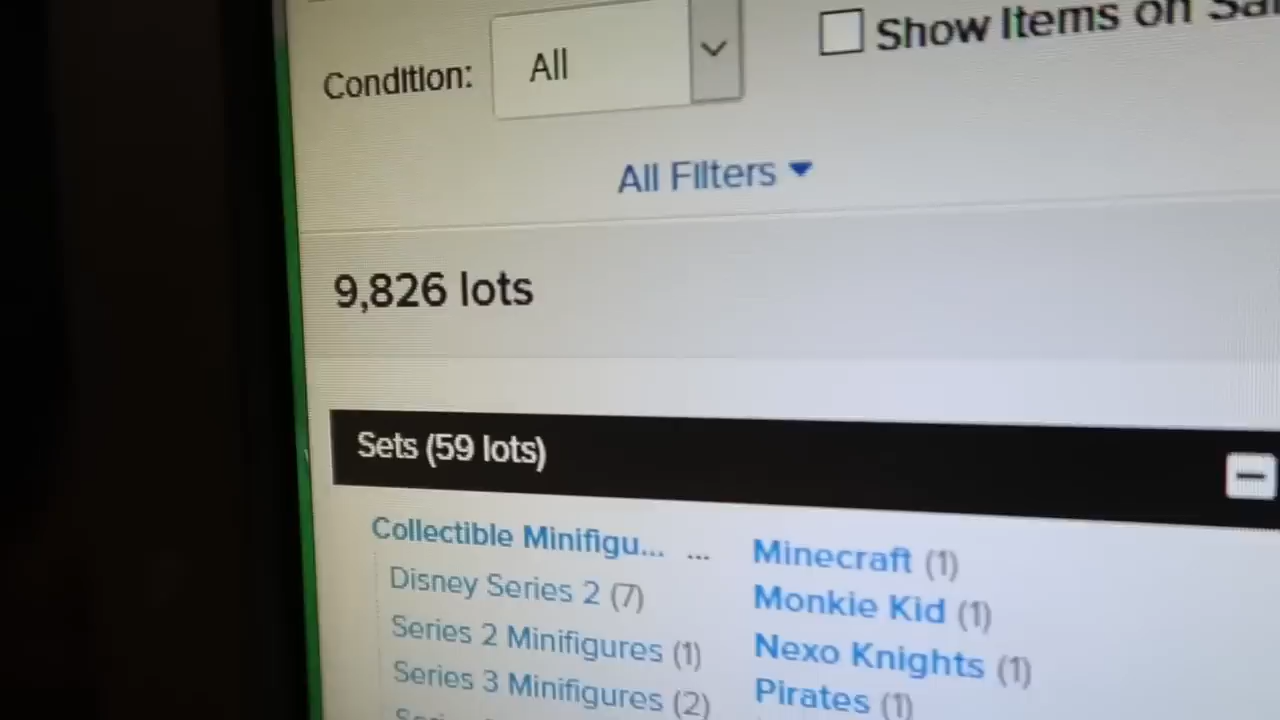 Condition: All
Show Items on
All Filters
9,826 lots
Sets (59 lots)
Collectible Minifigu... ...
Disney Series 2 (7)
Series 2 Minifigures (1)
Series 3 Minifigures (2)
Minecraft (1)
Monkie Kid (1)
Nexo Knights (1)
Pirates (1)